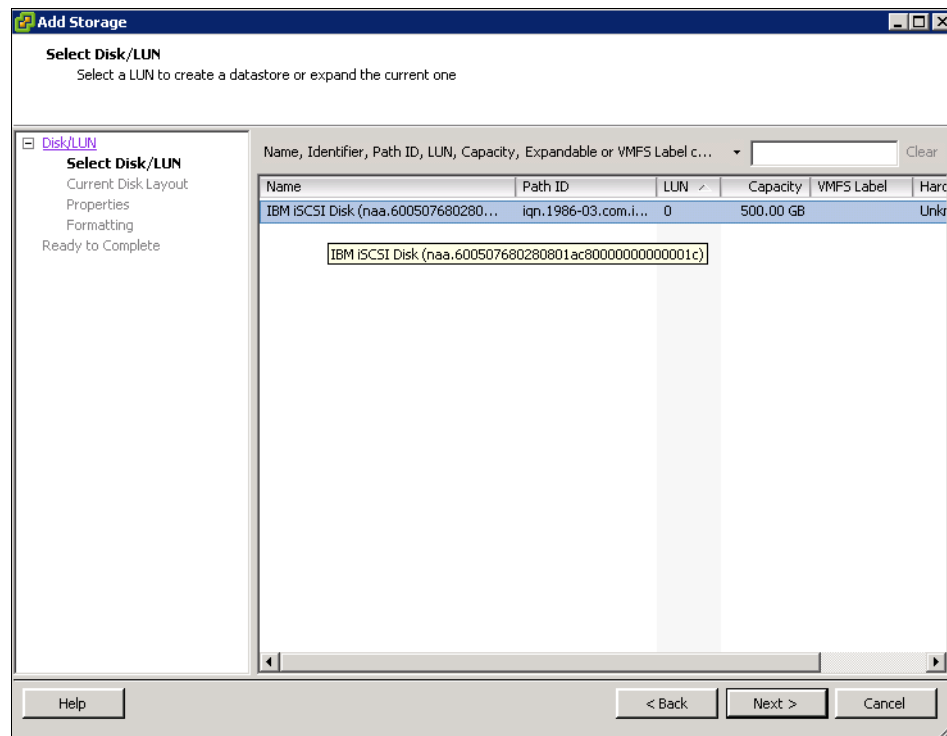 Add Storage
Select Disk/LUN
Select a LUN to create a datastore or expand the current one
Disk/LUN
Select Disk/LUN
Current Disk Layout
Properties
Formatting
Ready to Complete
Name, Identifier, Path ID, LUN, Capacity, Expandable or VMFS Label c... Clear
Name Path ID LUN Capacity VMFS Label Hard
IBM iSCSI Disk (naa.600507680280... iqn.1986-03.com.i... 0 500.00 GB Unkr
IBM iSCSI Disk (naa.600507680280801ac80000000000001c)
Help < Back Next > Cancel